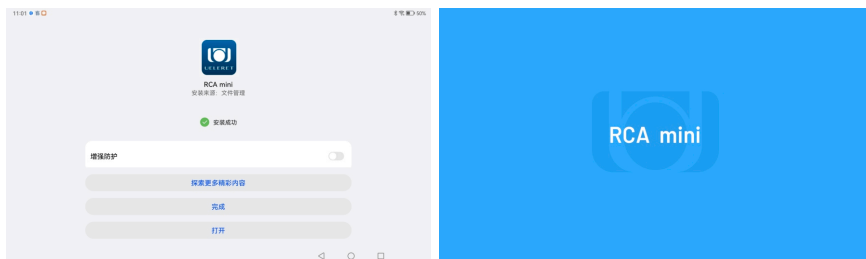 11:01
50%
RCA mini
安装来源：文件管理
安装成功
增强防护
探索更多精彩内容
完成
打开
RCA mini